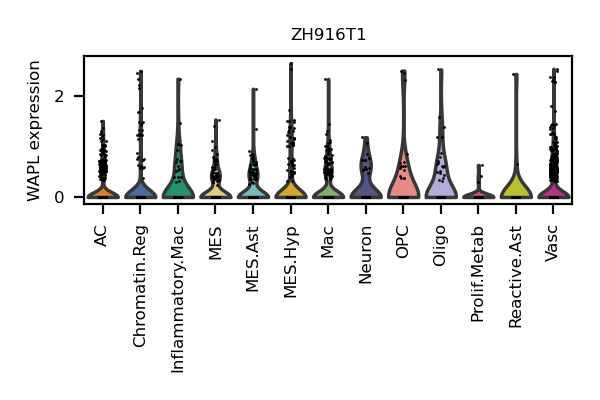 ZH916T1
WAPL expression
2
0
AC
Chromatin.Reg
Inflammatory.Mac
MES
MES.Ast
MES.Hyp
Mac
Neuron
OPC
Oligo
Prolif.Metab
Reactive.Ast
Vasc